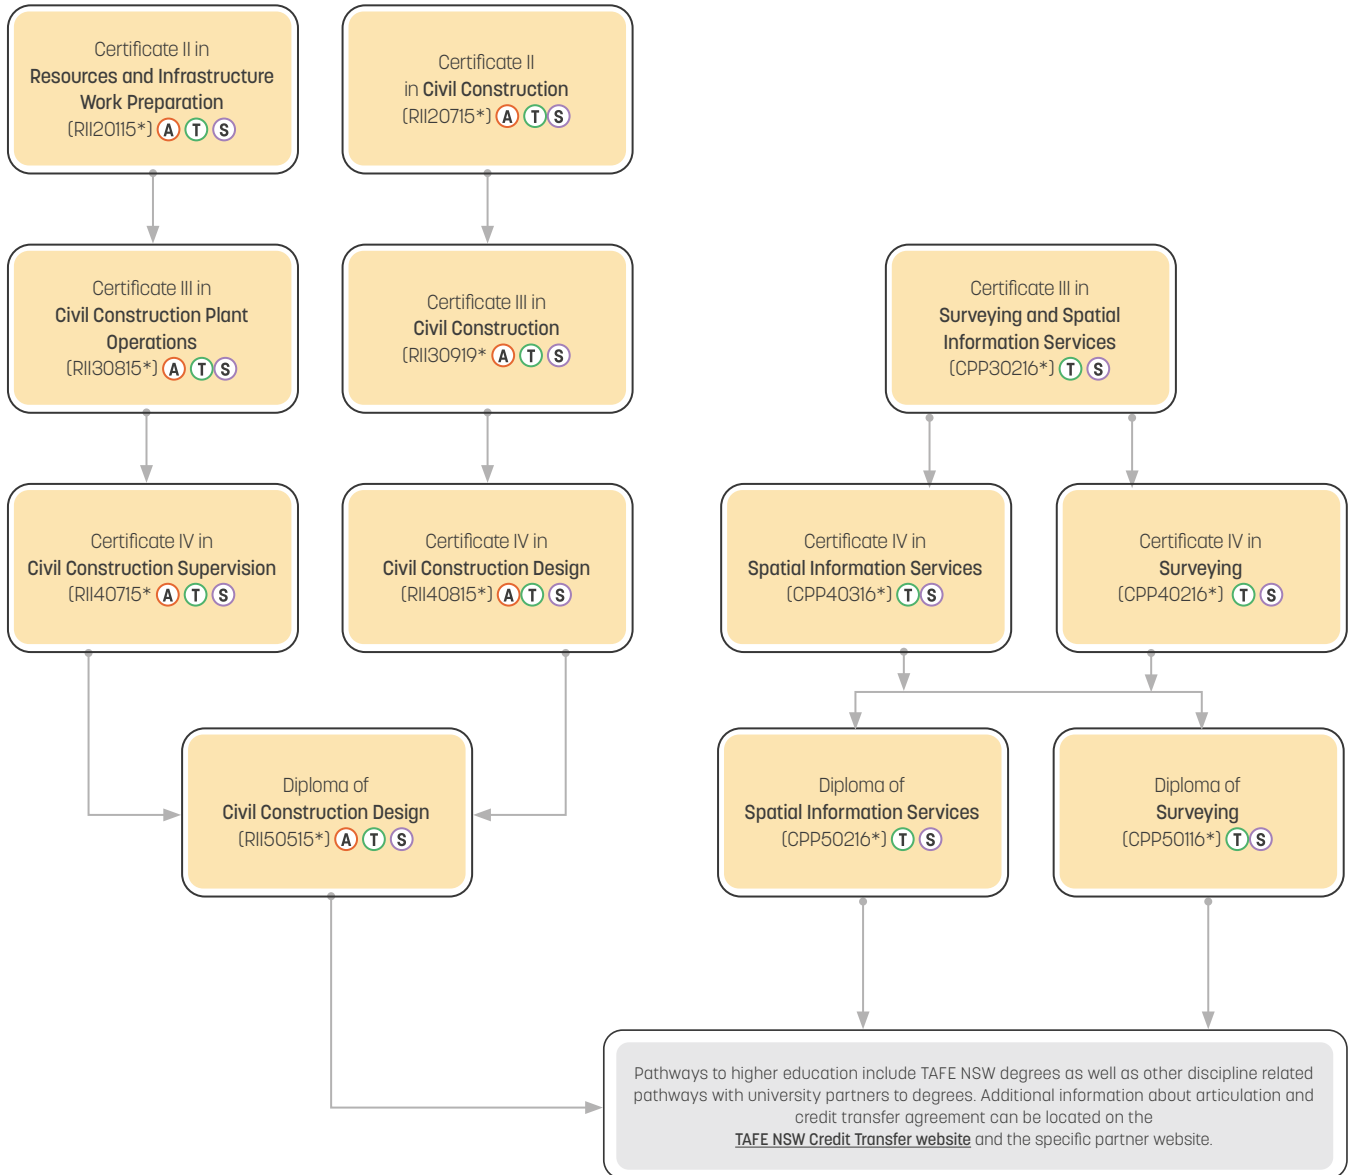 Certificate II in
Resources and Infrastructure
Work Preparation
(RII20115*) A T S
Certificate II
in Civil Construction
(RII20715*) A T S
Certificate III in
Civil Construction Plant
Operations
(RII30815*) A T S
Certificate III in
Civil Construction
(RII30919* A T S
Certificate III in
Surveying and Spatial
Information Services
(CPP30216*) T S
Certificate IV in
Civil Construction Supervision
(RII40715* A T S
Certificate IV in
Civil Construction Design
(RII40815*) A T S
Certificate IV in
Spatial Information Services
(CPP40316*) T S
Certificate IV in
Surveying
(CPP40216*) T S
Diploma of
Civil Construction Design
(RII50515*) A T S
Diploma of
Spatial Information Services
(CPP50216*) T S
Diploma of
Surveying
(CPP50116*) T S
Pathways to higher education include TAFE NSW degrees as well as other discipline related
pathways with university partners to degrees. Additional information about articulation and
credit transfer agreement can be located on the
TAFE NSW Credit Transfer website and the specific partner website.